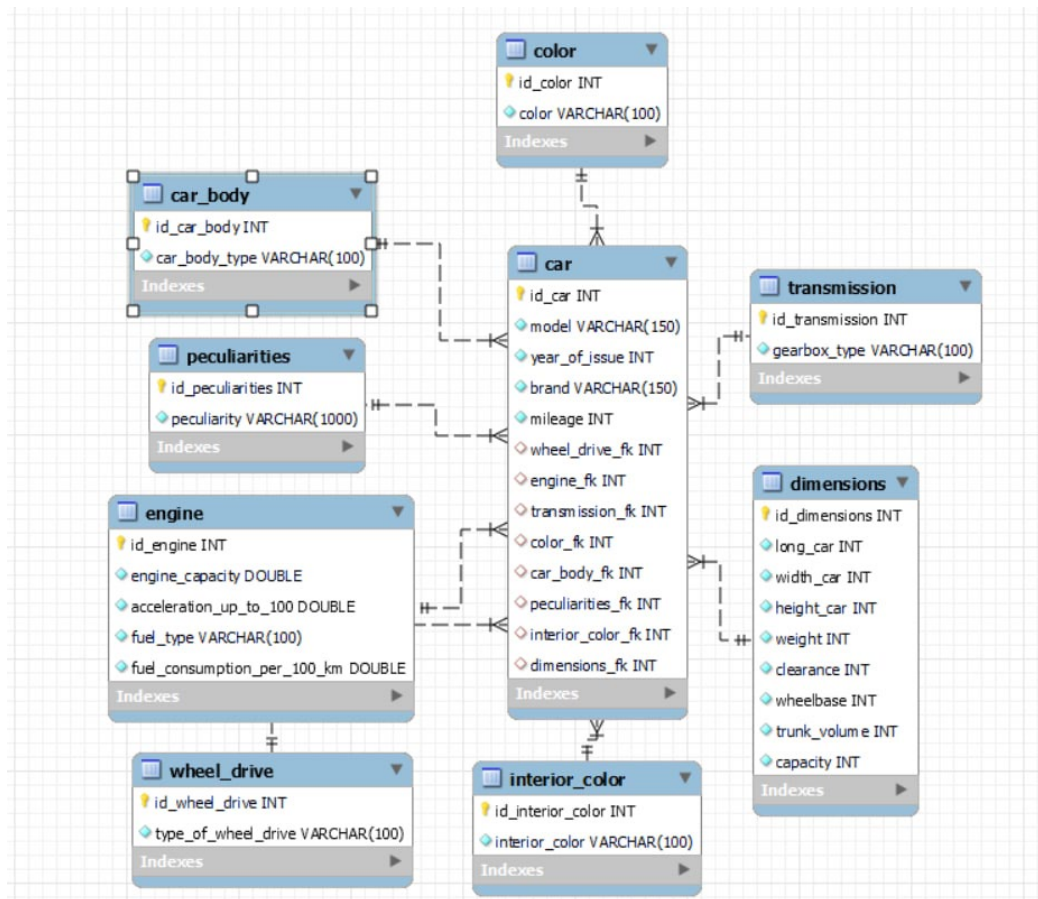 color
id_color INT
color VARCHAR(100)
Indexes
car_body
id_car_body INT
car_body_type VARCHAR(100)
Indexes
peculiarities
id_peculiarities INT
peculiarity VARCHAR(1000)
Indexes
engine
id_engine INT
engine_capacity DOUBLE
acceleration_up_to_100 DOUBLE
fuel_type VARCHAR(100)
fuel_consumption_per_100_km DOUBLE
Indexes
wheel_drive
id_wheel_drive INT
type_of_wheel_drive VARCHAR(100)
Indexes
car
id_car INT
model VARCHAR(150)
year_of_issue INT
brand VARCHAR(150)
mileage INT
wheel_drive_fk INT
engine_fk INT
transmission_fk INT
color_fk INT
car_body_fk INT
peculiarities_fk INT
interior_color_fk INT
dimensions_fk INT
Indexes
interior_color
id_interior_color INT
interior_color VARCHAR(100)
Indexes
transmission
id_transmission INT
gearbox_type VARCHAR(100)
Indexes
dimensions
id_dimensions INT
long_car INT
width_car INT
height_car INT
weight INT
clearance INT
wheelbase INT
trunk_volume INT
capacity INT
Indexes